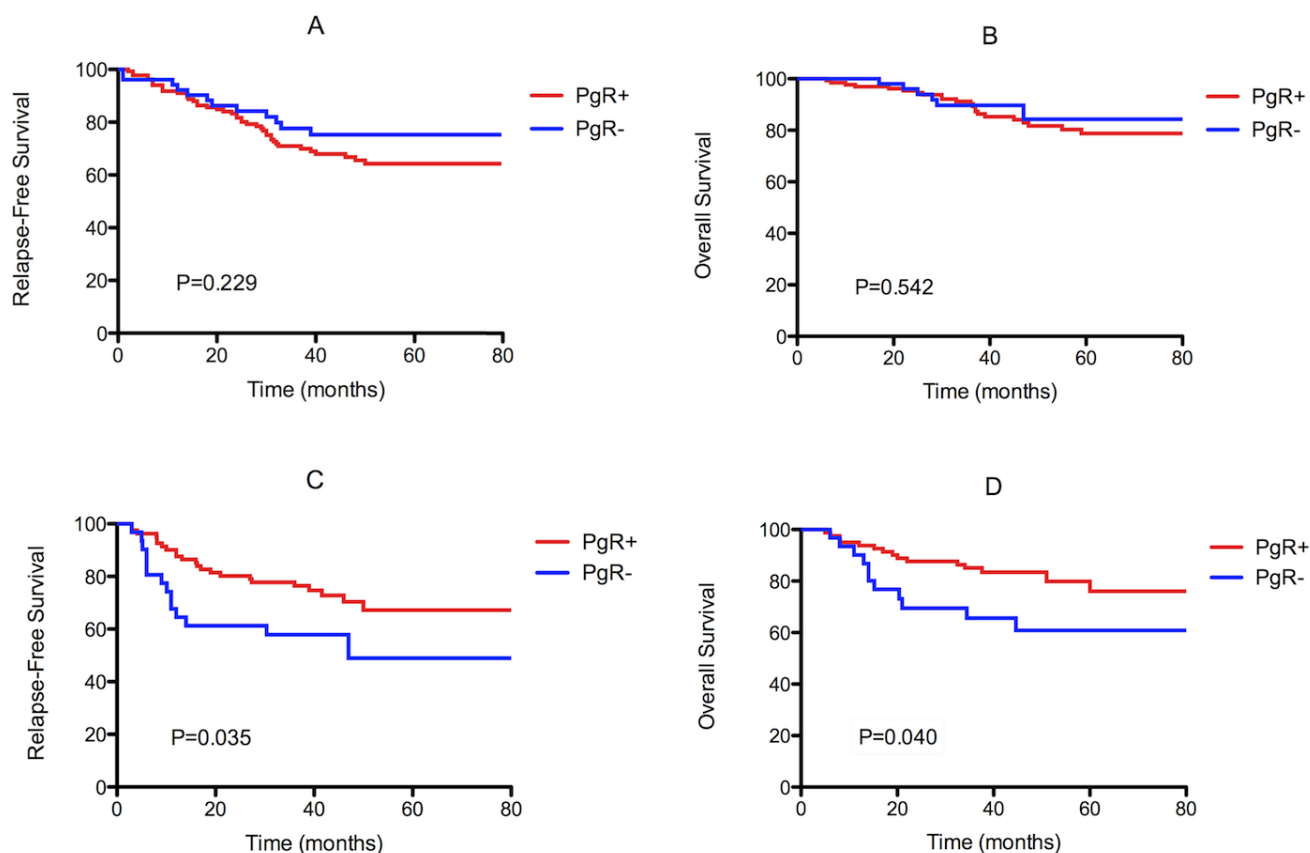 A
Relapse-Free Survival
100
80
60
40
20
0
0 20 40 60 80
Time (months)
P=0.229
PgR+
PgR-
B
Overall Survival
100
80
60
40
20
0
0 20 40 60 80
Time (months)
P=0.542
PgR+
PgR-
C
Relapse-Free Survival
100
80
60
40
20
0
0 20 40 60 80
Time (months)
P=0.035
PgR+
PgR-
D
Overall Survival
100
80
60
40
20
0
0 20 40 60 80
Time (months)
P=0.040
PgR+
PgR-